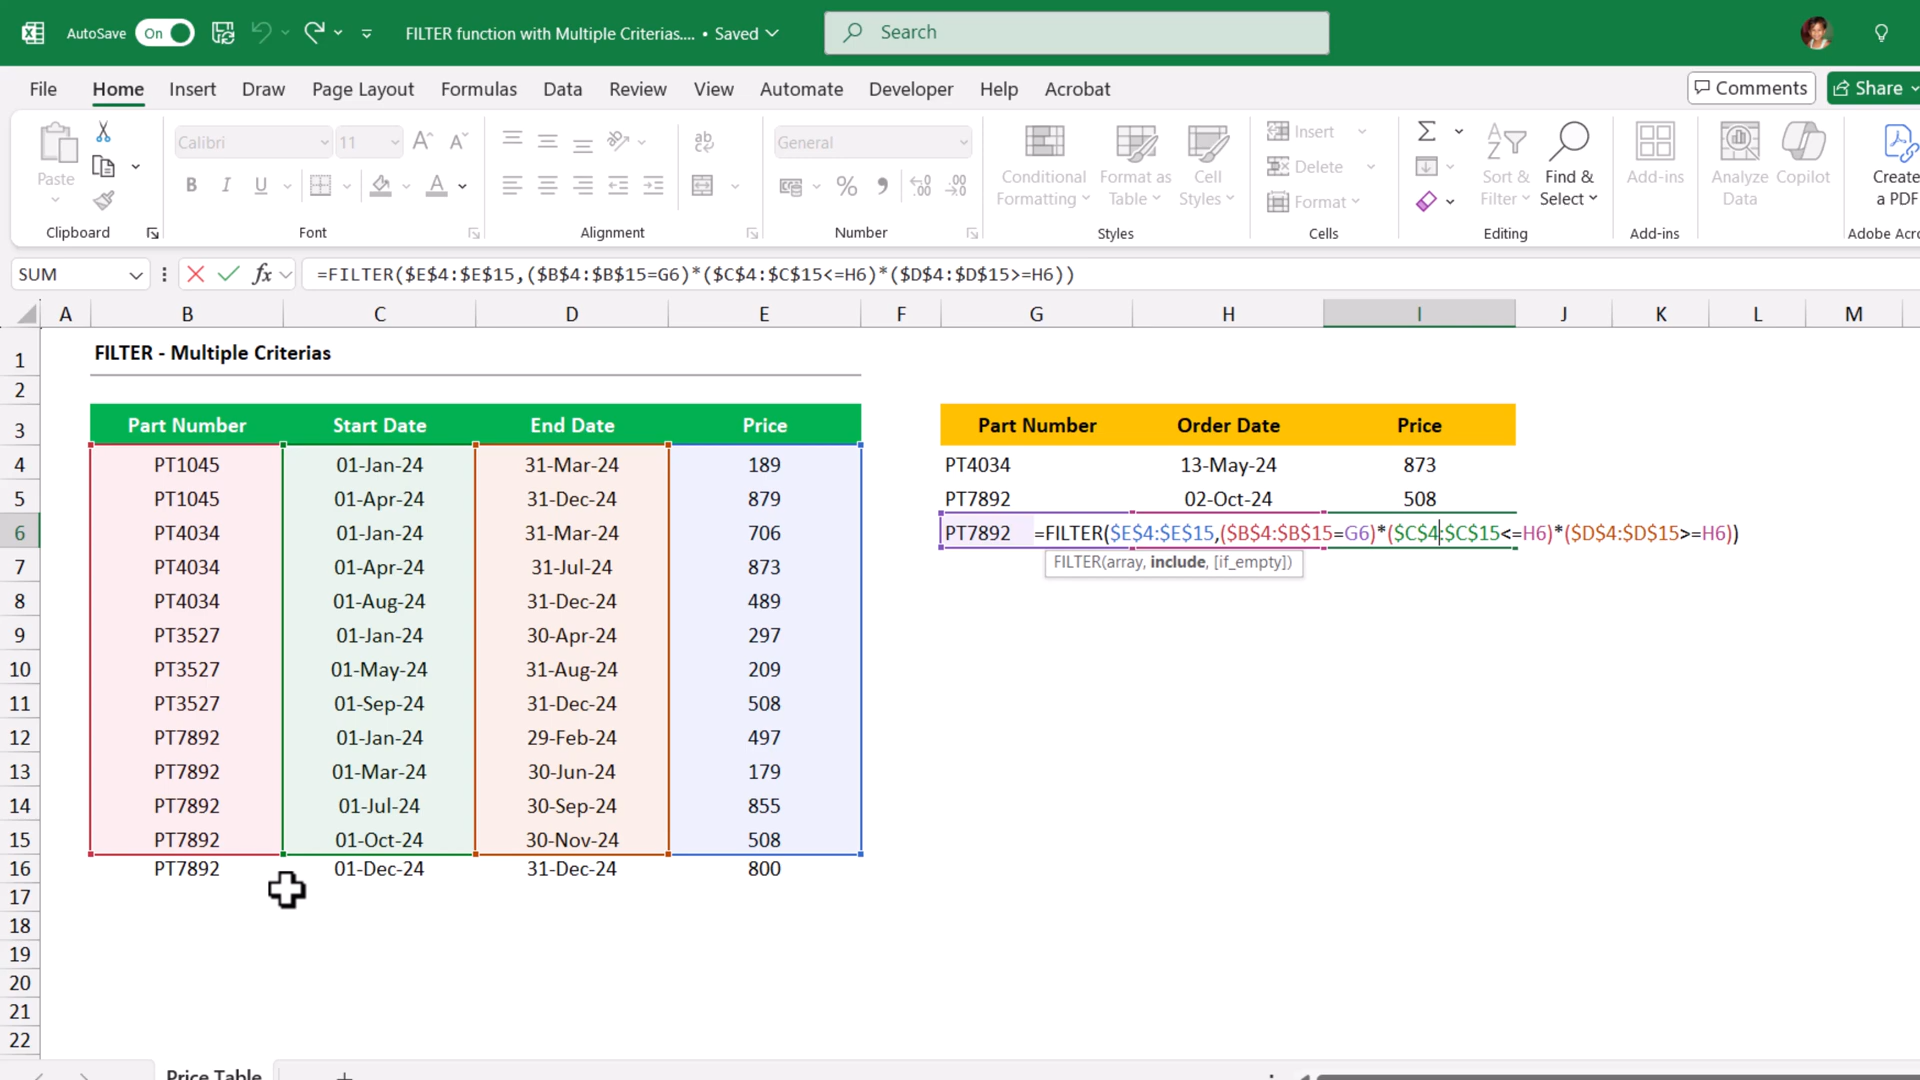 AutoSave On FILTER function with Multiple Criterias.... • Saved Search
File Home Insert Draw Page Layout Formulas Data Review View Automate Developer Help Acrobat Comments Share
Paste
Clipboard
Calibri 11
B I U A
Font
ab
Alignment
General
% 9 .00 .0
Number
Conditional Formatting
Format as Table
Cell Styles
Styles
Insert
Delete
Format
Cells
Sort & Filter
Find & Select
Editing
Add-ins
Add-ins
Analyze Data
Copilot
Create a PDF
Adobe Acro
SUM fx =FILTER($E$4:$E$15,($B$4:$B$15=G6)*($C$4:$C$15<=H6)*($D$4:$D$15>=H6))
A B C D E F G H I J K L M
1 FILTER - Multiple Criterias
2
3 Part Number Start Date End Date Price Part Number Order Date Price
4 PT1045 01-Jan-24 31-Mar-24 189 PT4034 13-May-24 873
5 PT1045 01-Apr-24 31-Dec-24 879 PT7892 02-Oct-24 508
6 PT4034 01-Jan-24 31-Mar-24 706 PT7892 =FILTER($E$4:$E$15,($B$4:$B$15=G6)*($C$4:$C$15<=H6)*($D$4:$D$15>=H6))
FILTER(array, include, [if_empty])
7 PT4034 01-Apr-24 31-Jul-24 873
8 PT4034 01-Aug-24 31-Dec-24 489
9 PT3527 01-Jan-24 30-Apr-24 297
10 PT3527 01-May-24 31-Aug-24 209
11 PT3527 01-Sep-24 31-Dec-24 508
12 PT7892 01-Jan-24 29-Feb-24 497
13 PT7892 01-Mar-24 30-Jun-24 179
14 PT7892 01-Jul-24 30-Sep-24 855
15 PT7892 01-Oct-24 30-Nov-24 508
16 PT7892 01-Dec-24 31-Dec-24 800
17
18
19
20
21
22
Price Table